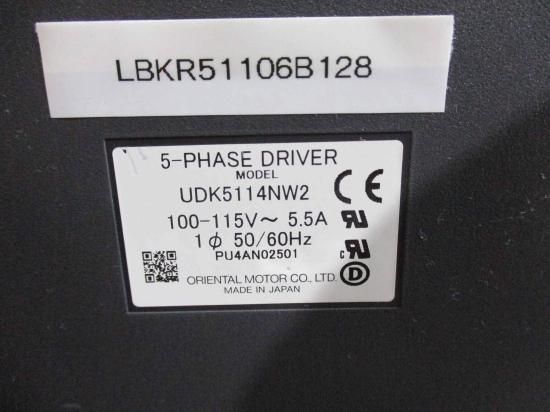 LBKR51106B128
5-PHASE DRIVER
MODEL
UDK5114NW2
100-115V～ 5.5A
1φ 50/60Hz
PU4AN02501
ORIENTAL MOTOR CO., LTD.
MADE IN JAPAN
CE
c
D